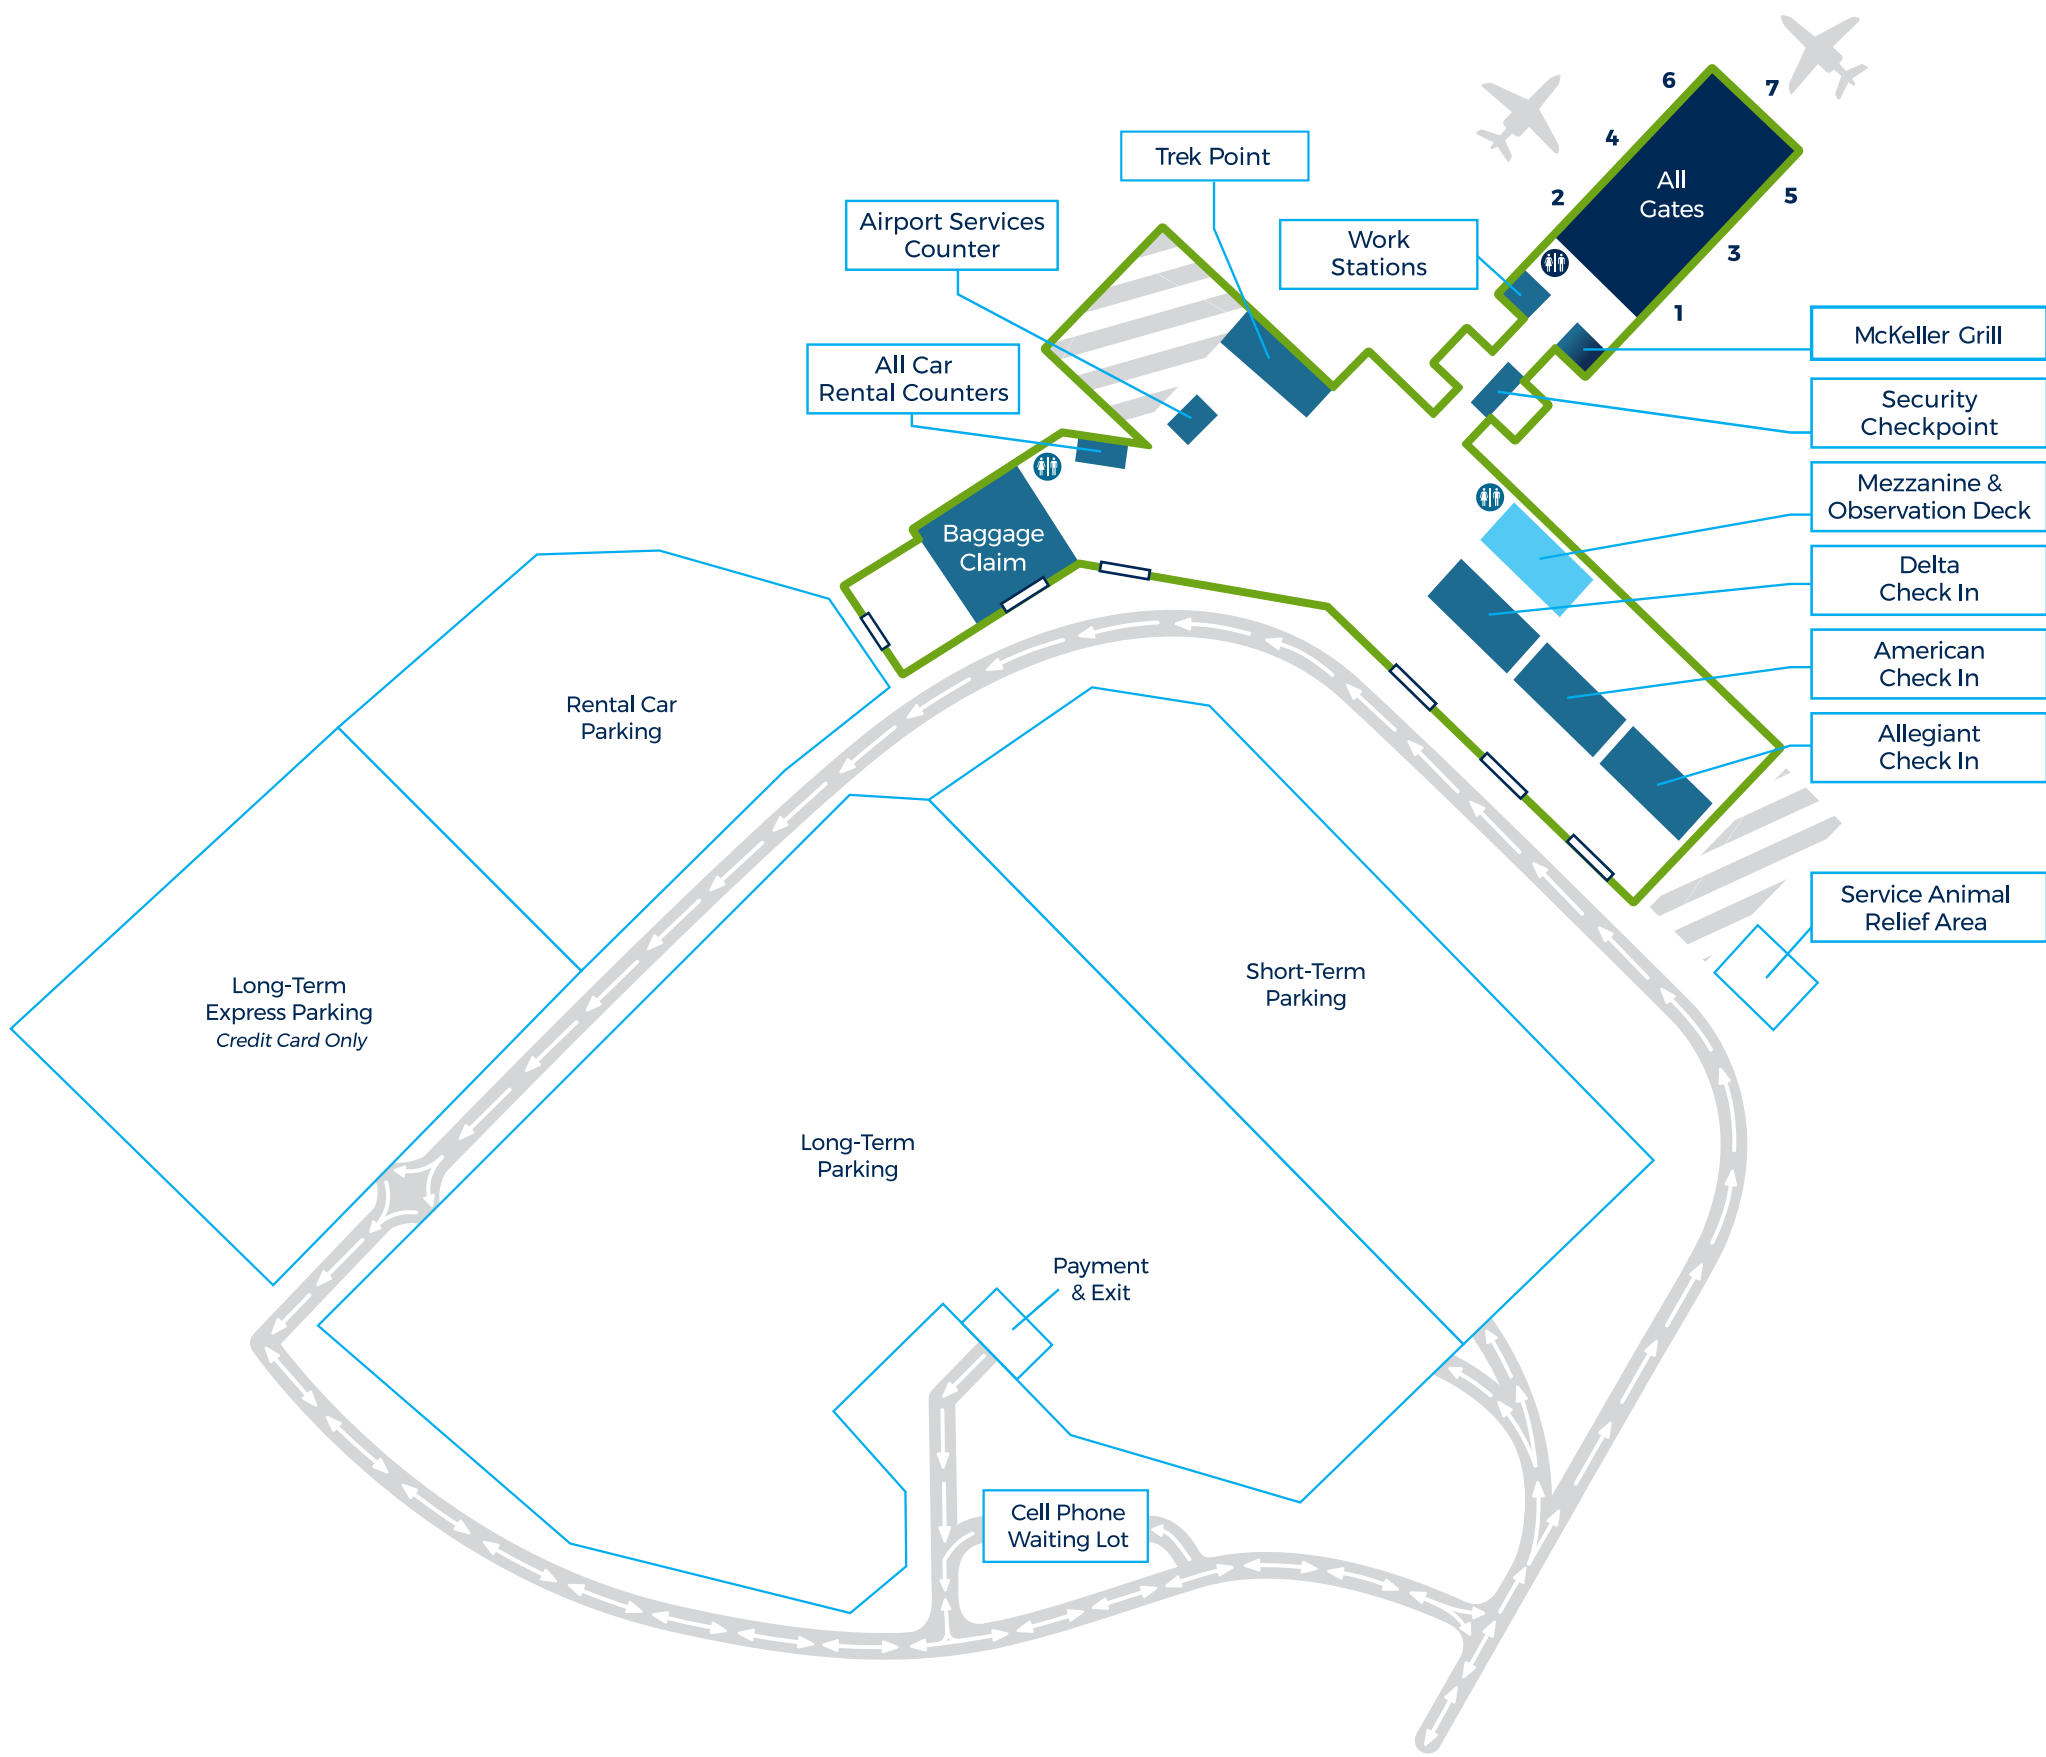 6
7
4
All
Gates
2
5
3
1
Trek Point
Airport Services
Counter
Work
Stations
All Car
Rental Counters
McKeller Grill
Security
Checkpoint
Mezzanine &
Observation Deck
Baggage
Claim
Delta
Check In
American
Check In
Allegiant
Check In
Rental Car
Parking
Service Animal
Relief Area
Short-Term
Parking
Long-Term
Express Parking
Credit Card Only
Long-Term
Parking
Payment
& Exit
Cell Phone
Waiting Lot